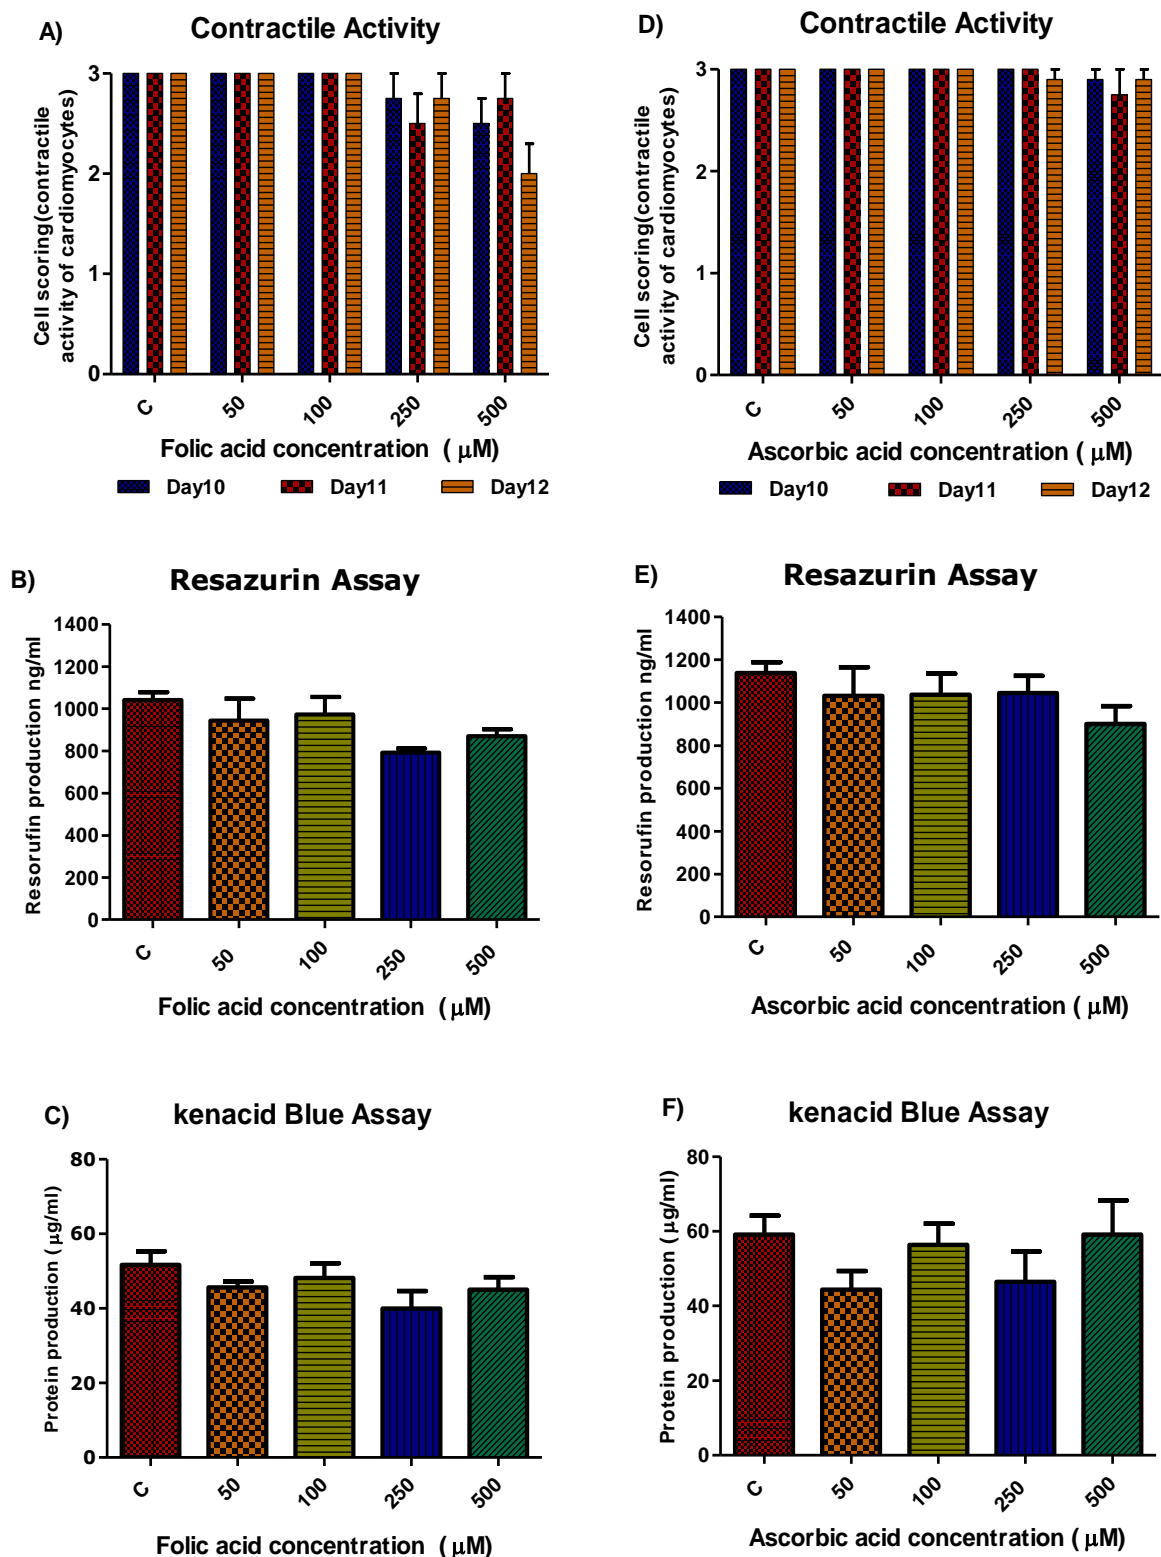 A)
Contractile Activity
Cell scoring(contractile
activity of cardiomyocytes)
3
2
1
0
C
50
100
250
500
Folic acid concentration ( μM)
Day10
Day11
Day12
D)
Contractile Activity
Cell scoring(contractile
activity of cardiomyocytes)
3
2
1
0
C
50
100
250
500
Ascorbic acid concentration ( μM)
Day10
Day11
Day12
B)
Resazurin Assay
Resorufin production ng/ml
1400
1200
1000
800
600
400
200
0
C
50
100
250
500
Folic acid concentration ( μM)
E)
Resazurin Assay
Resorufin production ng/ml
1400
1200
1000
800
600
400
200
0
C
50
100
250
500
Ascorbic acid concentration ( μM)
C)
kenacid Blue Assay
Protein production ( μg/ml)
80
60
40
20
0
C
50
100
250
500
Folic acid concentration ( μM)
F)
kenacid Blue Assay
Protein production ( μg/ml)
80
60
40
20
0
C
50
100
250
500
Ascorbic acid concentration ( μM)